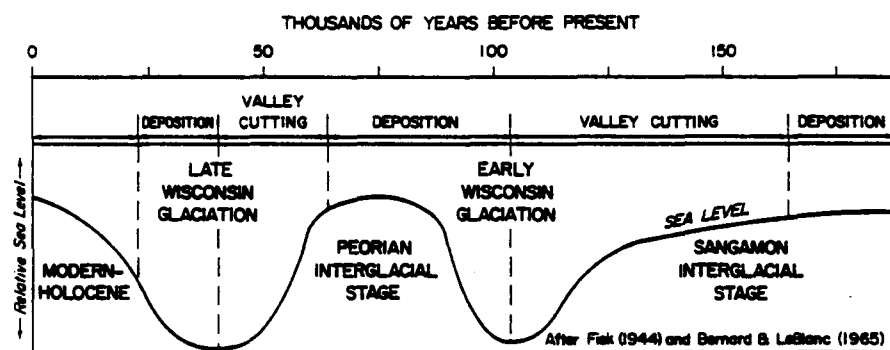 THOUSANDS OF YEARS BEFORE PRESENT
0 50 100 150
DEPOSITION
VALLEY
CUTTING
DEPOSITION
VALLEY CUTTING
DEPOSITION
← Relative Sea Level →
LATE
WISCONSIN
GLACIATION
EARLY
WISCONSIN
GLACIATION
SEA LEVEL
MODERN-
HOLOCENE
PEORIAN
INTERGLACIAL
STAGE
SANGAMON
INTERGLACIAL
STAGE
After Fisk (1944) and Bernard & LeBlanc (1965)